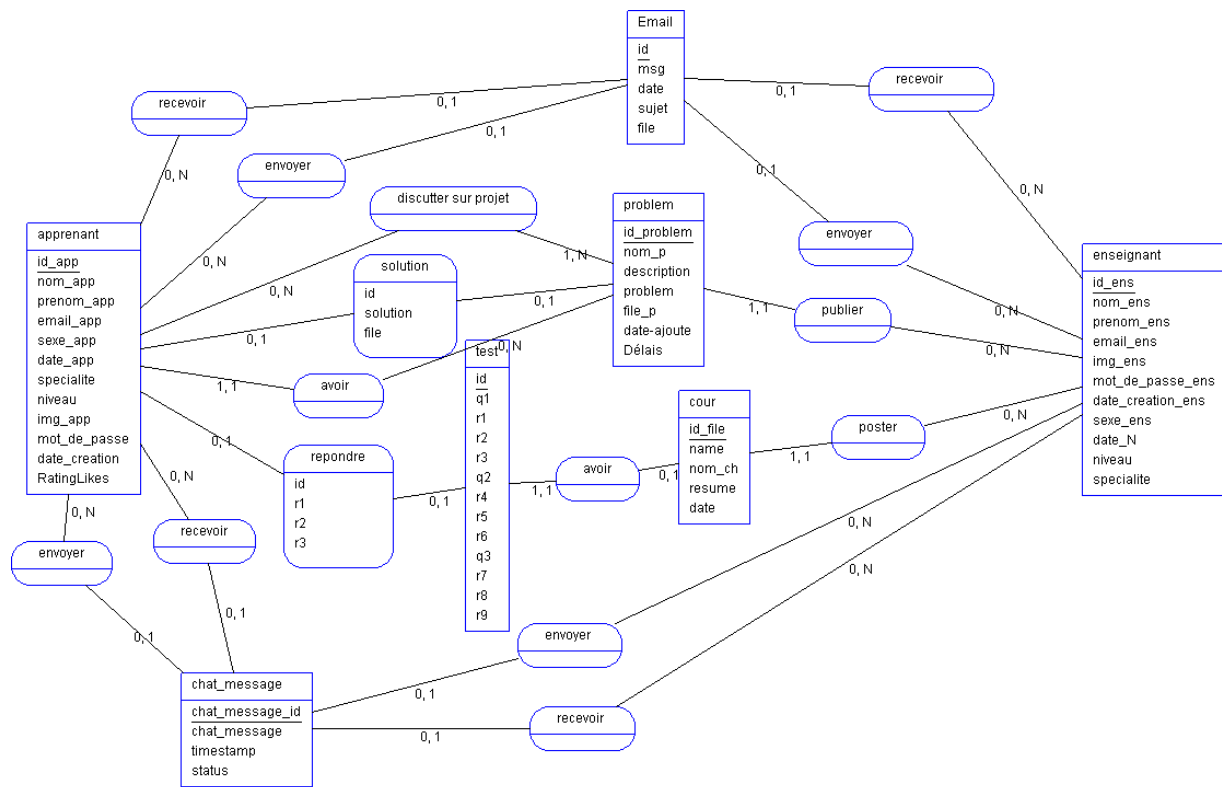 Email
id
msg
date
sujet
file
recevoir
0, 1
0, N
envoyer
0, 1
0, N
recevoir
0, 1
0, N
envoyer
0, 1
0, N
discutter sur projet
0, N
1, N
problem
id_problem
nom_p
description
problem
file_p
date-ajoute
Délais
apprenant
id_app
nom_app
prenom_app
email_app
sexe_app
date_app
specialite
niveau
img_app
mot_de_passe
date_creation
RatingLikes
solution
id
solution
file
0, 1
0, 1
publier
1, 1
0, N
enseignant
id_ens
nom_ens
prenom_ens
email_ens
img_ens
mot_de_passe_ens
date_creation_ens
sexe_ens
date_N
niveau
specialite
avoir
1, 1
0, N
test
id
q1
r1
r2
r3
q2
r4
r5
r6
q3
r7
r8
r9
cour
id_file
name
nom_ch
resume
date
poster
1, 1
0, N
avoir
1, 1
0, 1
repondre
id
r1
r2
r3
0, 1
0, 1
envoyer
0, N
0, 1
recevoir
0, N
0, 1
chat_message
chat_message_id
chat_message
timestamp
status
envoyer
0, 1
0, N
recevoir
0, 1
0, N